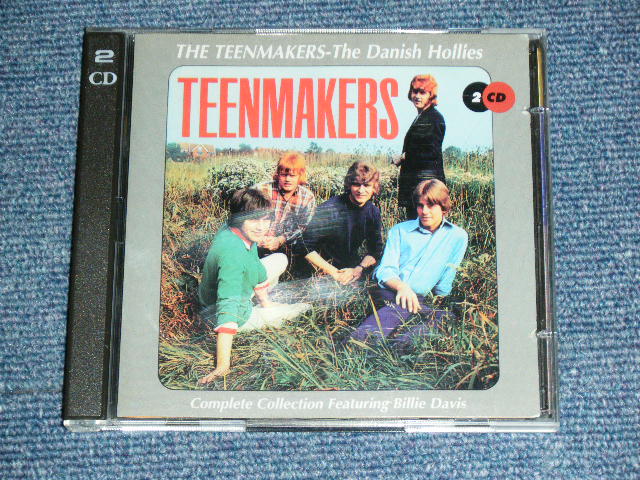 2
CD
THE TEENMAKERS-The Danish Hollies
TEENMAKERS
2 CD
Complete Collection Featuring Billie Davis